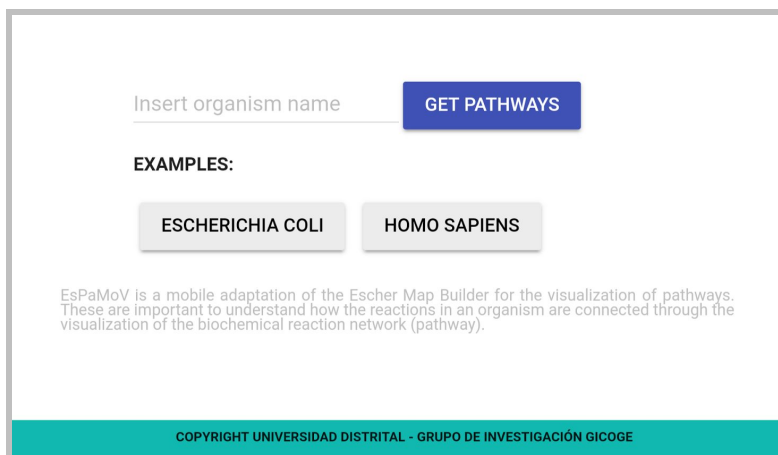 Insert organism name
GET PATHWAYS
EXAMPLES:
ESCHERICHIA COLI
HOMO SAPIENS
EsPaMoV is a mobile adaptation of the Escher Map Builder for the visualization of pathways.
These are important to understand how the reactions in an organism are connected through the
visualization of the biochemical reaction network (pathway).
COPYRIGHT UNIVERSIDAD DISTRITAL - GRUPO DE INVESTIGACIÓN GICOGE